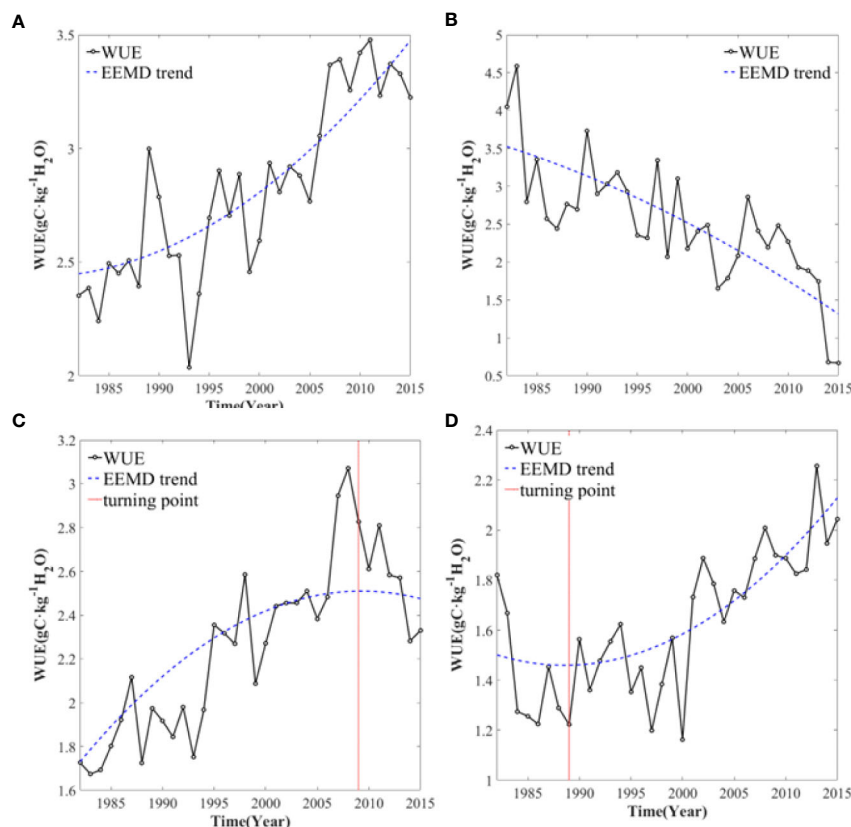 A
3.5
WUE
EEMD trend
3
2.5
2
WUE(gC·kg-1H2O)
1985 1990 1995 2000 2005 2010 2015
Time(Year)
B
5
WUE
EEMD trend
4.5
4
3.5
3
2.5
2
1.5
1
0.5
WUE(gC·kg-1H2O)
1985 1990 1995 2000 2005 2010 2015
Time(Year)
C
3.2
WUE
EEMD trend
turning point
3
2.8
2.6
2.4
2.2
2
1.8
1.6
WUE(gC·kg-1H2O)
1985 1990 1995 2000 2005 2010 2015
Time(Year)
D
2.4
WUE
EEMD trend
turning point
2.2
2
1.8
1.6
1.4
1.2
1
WUE(gC·kg-1H2O)
1985 1990 1995 2000 2005 2010 2015
Time(Year)